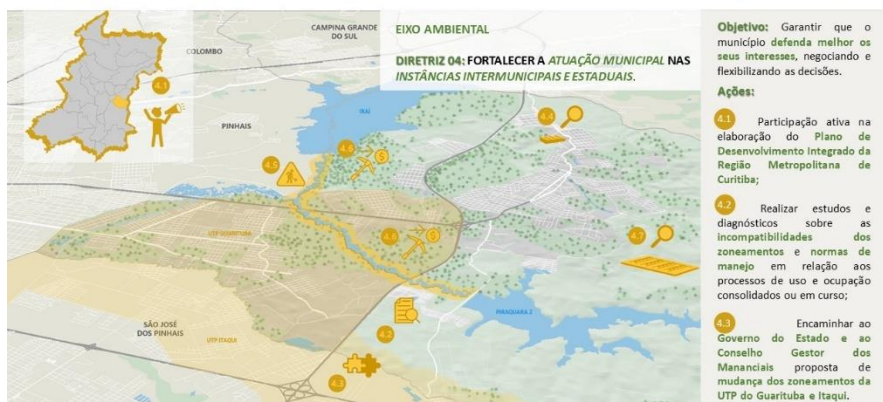 CAMPINA GRANDE
DO SUL
COLOMBO
4.1
PINHAIS
EIXO AMBIENTAL
DIRETRIZ 04: FORTALECER A ATUAÇÃO MUNICIPAL NAS
INSTÂNCIAS INTERMUNICIPAIS E ESTADUAIS.
IRAÍ
4.4
4.5
4.6
UTP GUARITUBA
4.6
4.7
PIRAQUARA 2
4.2
SÃO JOSÉ
DOS PINHAIS
UTP ITAQUI
4.3
Objetivo: Garantir que o
município defenda melhor os
seus interesses, negociando e
flexibilizando as decisões.
Ações:
4.1 Participação ativa na
elaboração do Plano de
Desenvolvimento Integrado da
Região Metropolitana de
Curitiba;
4.2 Realizar estudos e
diagnósticos sobre as
incompatibilidades dos
zoneamentos e normas de
manejo em relação aos
processos de uso e ocupação
consolidados ou em curso;
4.3 Encaminhar ao
Governo do Estado e ao
Conselho Gestor dos
Mananciais proposta de
mudança dos zoneamentos da
UTP do Guarituba e Itaqui.